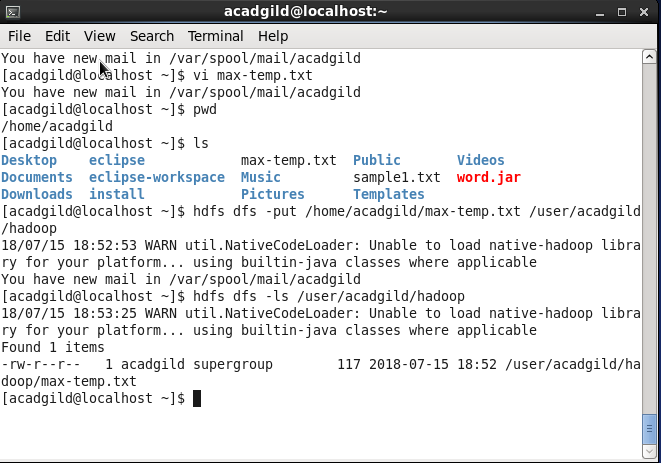 acadgild@localhost:~
File Edit View Search Terminal Help
You have new mail in /var/spool/mail/acadgild
[acadgild@localhost ~]$ vi max-temp.txt
You have new mail in /var/spool/mail/acadgild
[acadgild@localhost ~]$ pwd
/home/acadgild
[acadgild@localhost ~]$ ls
Desktop    eclipse            max-temp.txt  Public       Videos
Documents  eclipse-workspace  Music         sample1.txt  word.jar
Downloads  install            Pictures      Templates
[acadgild@localhost ~]$ hdfs dfs -put /home/acadgild/max-temp.txt /user/acadgild
/hadoop
18/07/15 18:52:53 WARN util.NativeCodeLoader: Unable to load native-hadoop libra
ry for your platform... using builtin-java classes where applicable
You have new mail in /var/spool/mail/acadgild
[acadgild@localhost ~]$ hdfs dfs -ls /user/acadgild/hadoop
18/07/15 18:53:25 WARN util.NativeCodeLoader: Unable to load native-hadoop libra
ry for your platform... using builtin-java classes where applicable
Found 1 items
-rw-r--r--   1 acadgild supergroup        117 2018-07-15 18:52 /user/acadgild/ha
doop/max-temp.txt
[acadgild@localhost ~]$